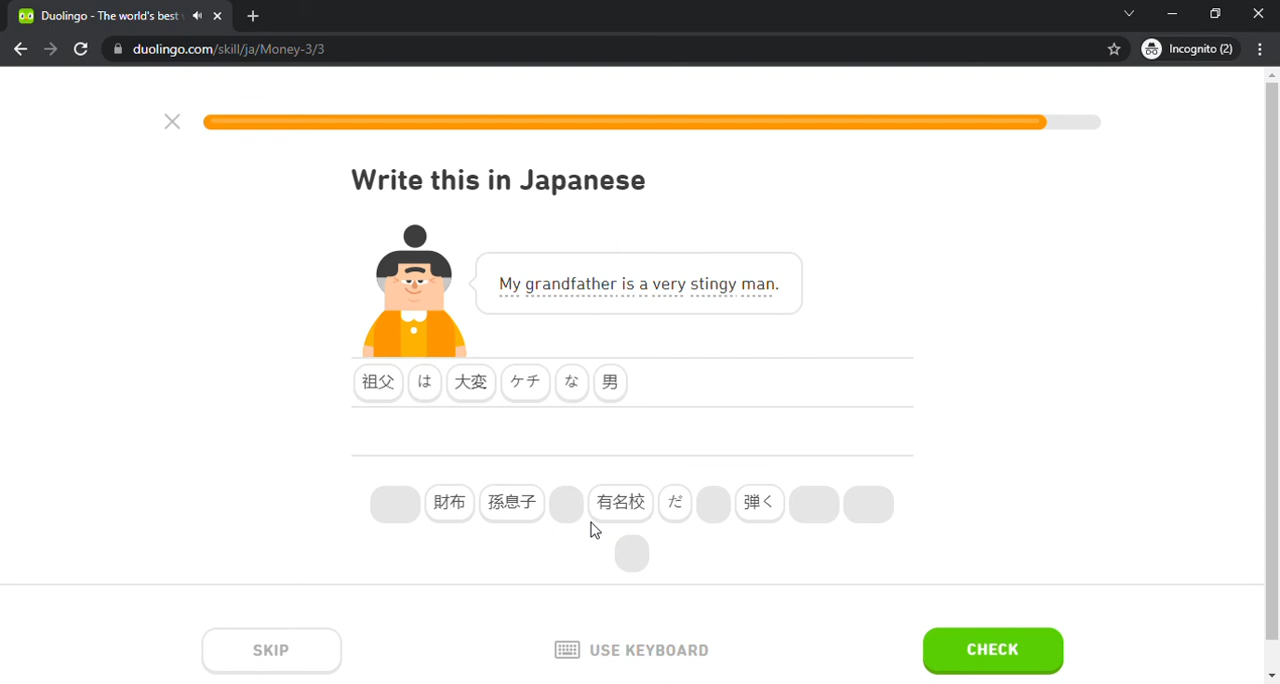 Duolingo - The world's best
duolingo.com/skill/ja/Money-3/3
Incognito (2)
Write this in Japanese
My grandfather is a very stingy man.
祖父 は 大変 ケチ な 男
財布 孫息子 有名校 だ 弾く
SKIP
USE KEYBOARD
CHECK